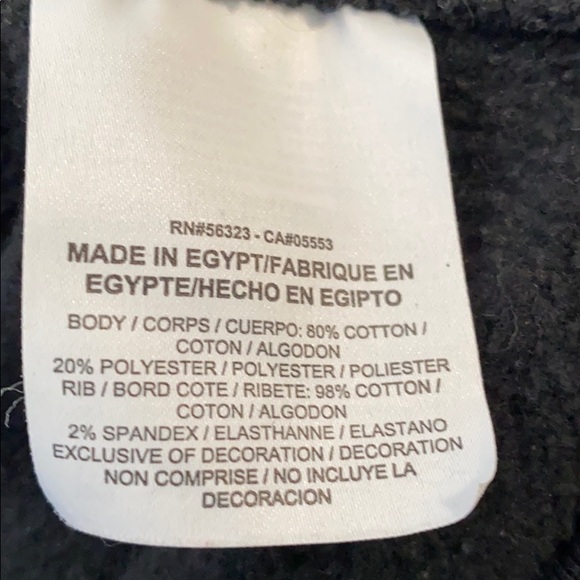 RN#56323 - CA#05553
MADE IN EGYPT/FABRIQUE EN
EGYPTE/HECHO EN EGIPTO
BODY / CORPS / CUERPO: 80% COTTON /
COTON / ALGODON
20% POLYESTER / POLYESTER / POLIESTER
RIB / BORD COTE / RIBETE: 98% COTTON /
COTON / ALGODON
2% SPANDEX / ELASTHANNE / ELASTANO
EXCLUSIVE OF DECORATION / DECORATION
NON COMPRISE / NO INCLUYE LA
DECORACION